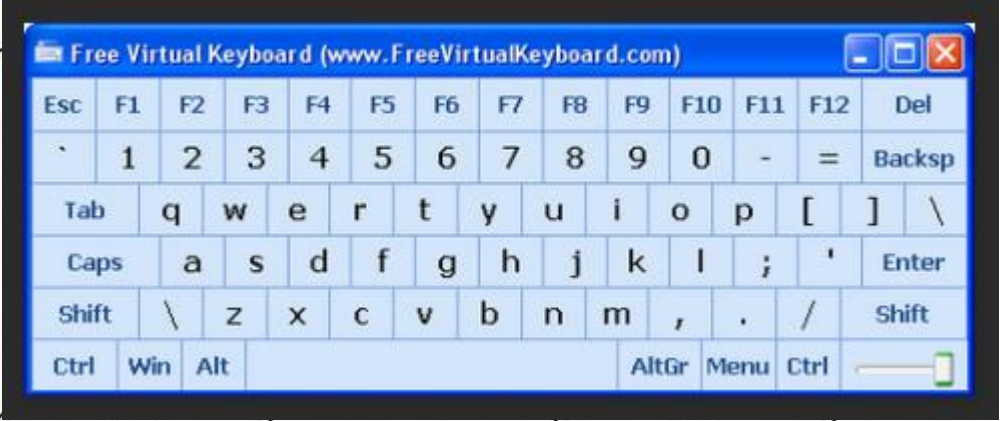 Free Virtual Keyboard (www.FreeVirtualKeyboard.com)
Esc F1 F2 F3 F4 F5 F6 F7 F8 F9 F10 F11 F12 Del
` 1 2 3 4 5 6 7 8 9 0 - = Backsp
Tab q w e r t y u i o p [ ] \
Caps a s d f g h j k l ; ' Enter
Shift \ z x c v b n m , . / Shift
Ctrl Win Alt AltGr Menu Ctrl